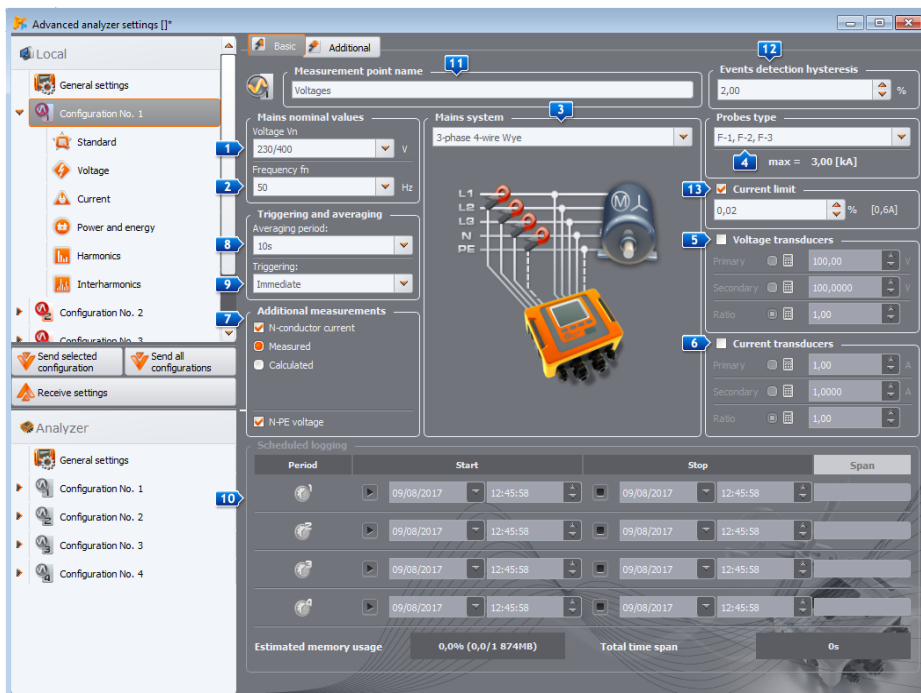 Advanced analyzer settings []*
Local
General settings
Configuration No. 1
Standard
Voltage
Current
Power and energy
Harmonics
Interharmonics
Configuration No. 2
Configuration No. 3
Send selected configuration
Send all configurations
Receive settings
Analyzer
General settings
Configuration No. 1
Configuration No. 2
Configuration No. 3
Configuration No. 4
Basic
Additional
11
Measurement point name
Voltages
12
Events detection hysteresis
2,00 %
Mains nominal values
Voltage Vn
1
230/400 V
Frequency fn
2
50 Hz
Triggering and averaging
Averaging period:
8
10s
Triggering:
9
Immediate
7
Additional measurements
N-conductor current
Measured
Calculated
N-PE voltage
3
Mains system
3-phase 4-wire Wye
L1
L2
L3
N
PE
M
Probes type
F-1, F-2, F-3
4
max = 3,00 [kA]
13
Current limit
0,02 % [0,6A]
5
Voltage transducers
Primary 100,00 V
Secondary 100,0000 V
Ratio 1,00
6
Current transducers
Primary 1,00 A
Secondary 1,0000 A
Ratio 1,00
Scheduled logging
Period Start Stop Span
10
1 09/08/2017 12:45:58 09/08/2017 12:45:58
2 09/08/2017 12:45:58 09/08/2017 12:45:58
3 09/08/2017 12:45:58 09/08/2017 12:45:58
4 09/08/2017 12:45:58 09/08/2017 12:45:58
Estimated memory usage 0,0% (0,0/1 874MB) Total time span 0s